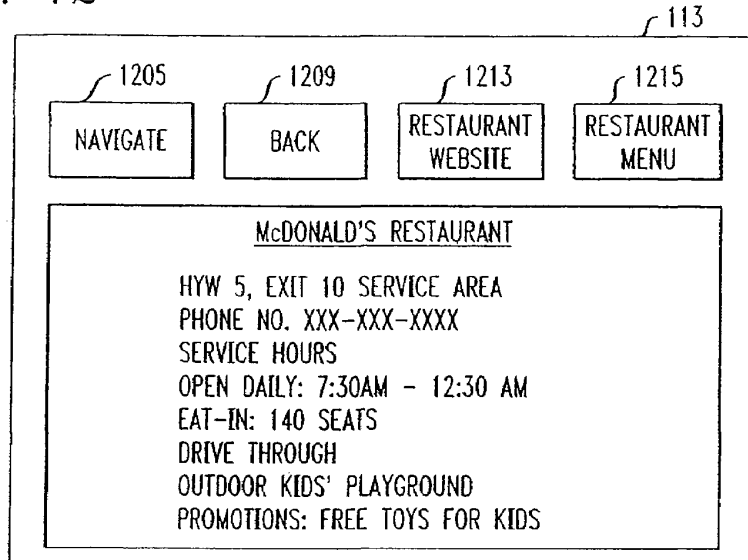 113
1205
1209
1213
1215
NAVIGATE
BACK
RESTAURANT
WEBSITE
RESTAURANT
MENU
McDONALD'S RESTAURANT
HYW 5, EXIT 10 SERVICE AREA
PHONE NO. XXX-XXX-XXXX
SERVICE HOURS
OPEN DAILY: 7:30AM - 12:30 AM
EAT-IN: 140 SEATS
DRIVE THROUGH
OUTDOOR KIDS' PLAYGROUND
PROMOTIONS: FREE TOYS FOR KIDS